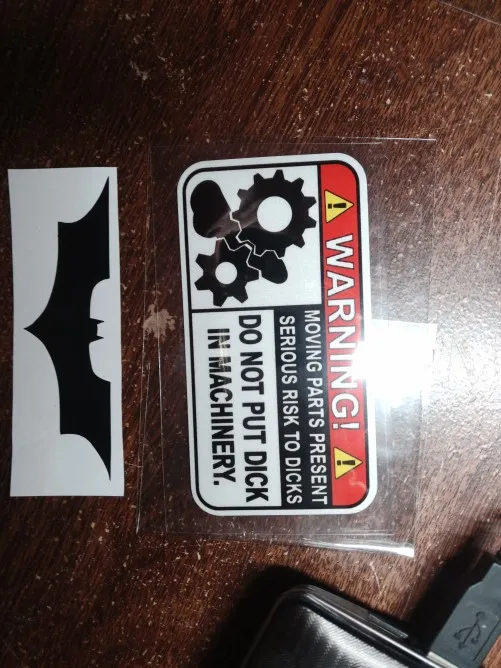 WARNING!
MOVING PARTS PRESENT
SERIOUS RISK TO DICKS
DO NOT PUT DICK
IN MACHINERY.